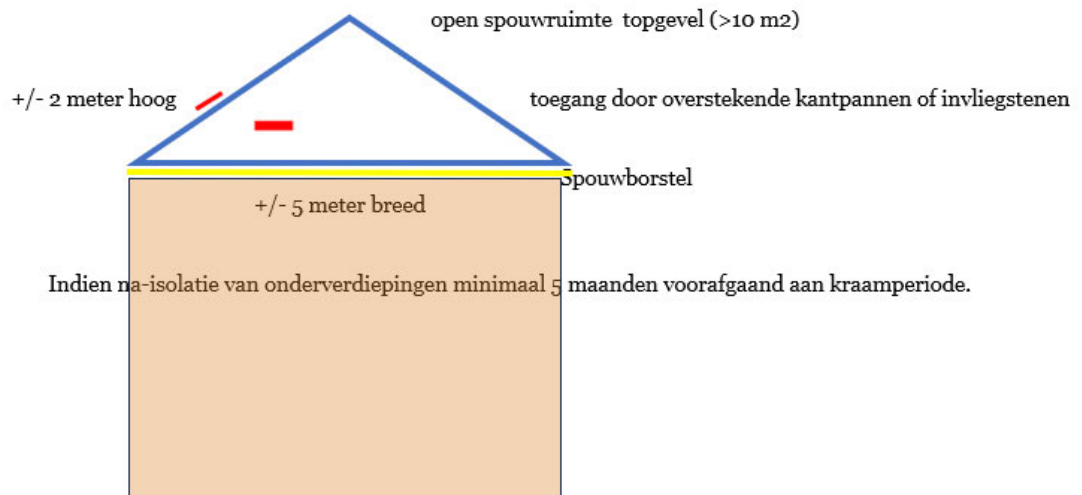 open spouwruimte  topgevel (>10 m2)
+/- 2 meter hoog
toegang door overstekende kantpannen of invliegstenen
Spouwborstel
+/- 5 meter breed
Indien na-isolatie van onderverdiepingen minimaal 5 maanden voorafgaand aan kraamperiode.